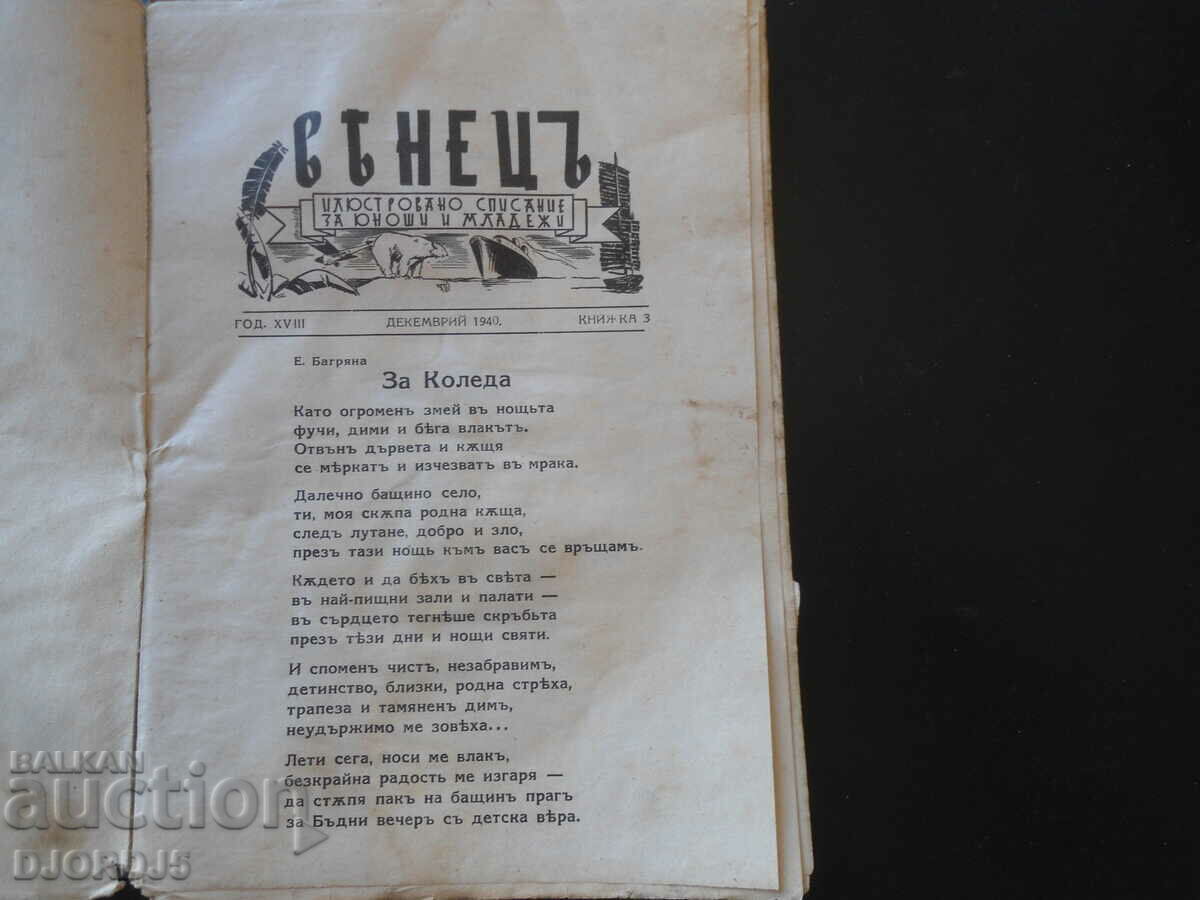 ВѢНЕЦЪ
ИЛЮСТРОВАНО СПИСАНИЕ
ЗА ЮНОШИ И МЛАДЕЖИ
ГОД. XVIII ДЕКЕМВРИЙ 1940. КНИЖКА 3
Е. Багряна
За Коледа
Като огроменъ змей въ нощьта
фучи, дими и бѣга влакътъ.
Отвънъ дървета и кѫщя
се мѣркатъ и изчезватъ въ мрака.
Далечно бащино село,
ти, моя скѫпа родна кѫща,
следъ лутане, добро и зло,
презъ тази нощь къмъ васъ се връщамъ.
Кѫдето и да бѣхъ въ свѣта —
въ най-пищни зали и палати —
въ сърдцето тегнѣше скръбьта
презъ тѣзи дни и нощи святи.
И споменъ чистъ, незабравимъ,
детинство, близки, родна стрѣха,
трапеза и тамяненъ димъ,
неудържимо ме зовѣха...
Лети сега, носи ме влакъ,
безкрайна радость ме изгаря —
да стѫпя пакъ на бащинъ прагъ
за Бъдни вечеръ съ детска вѣра.
BALKAN
auction
DJORDJ5